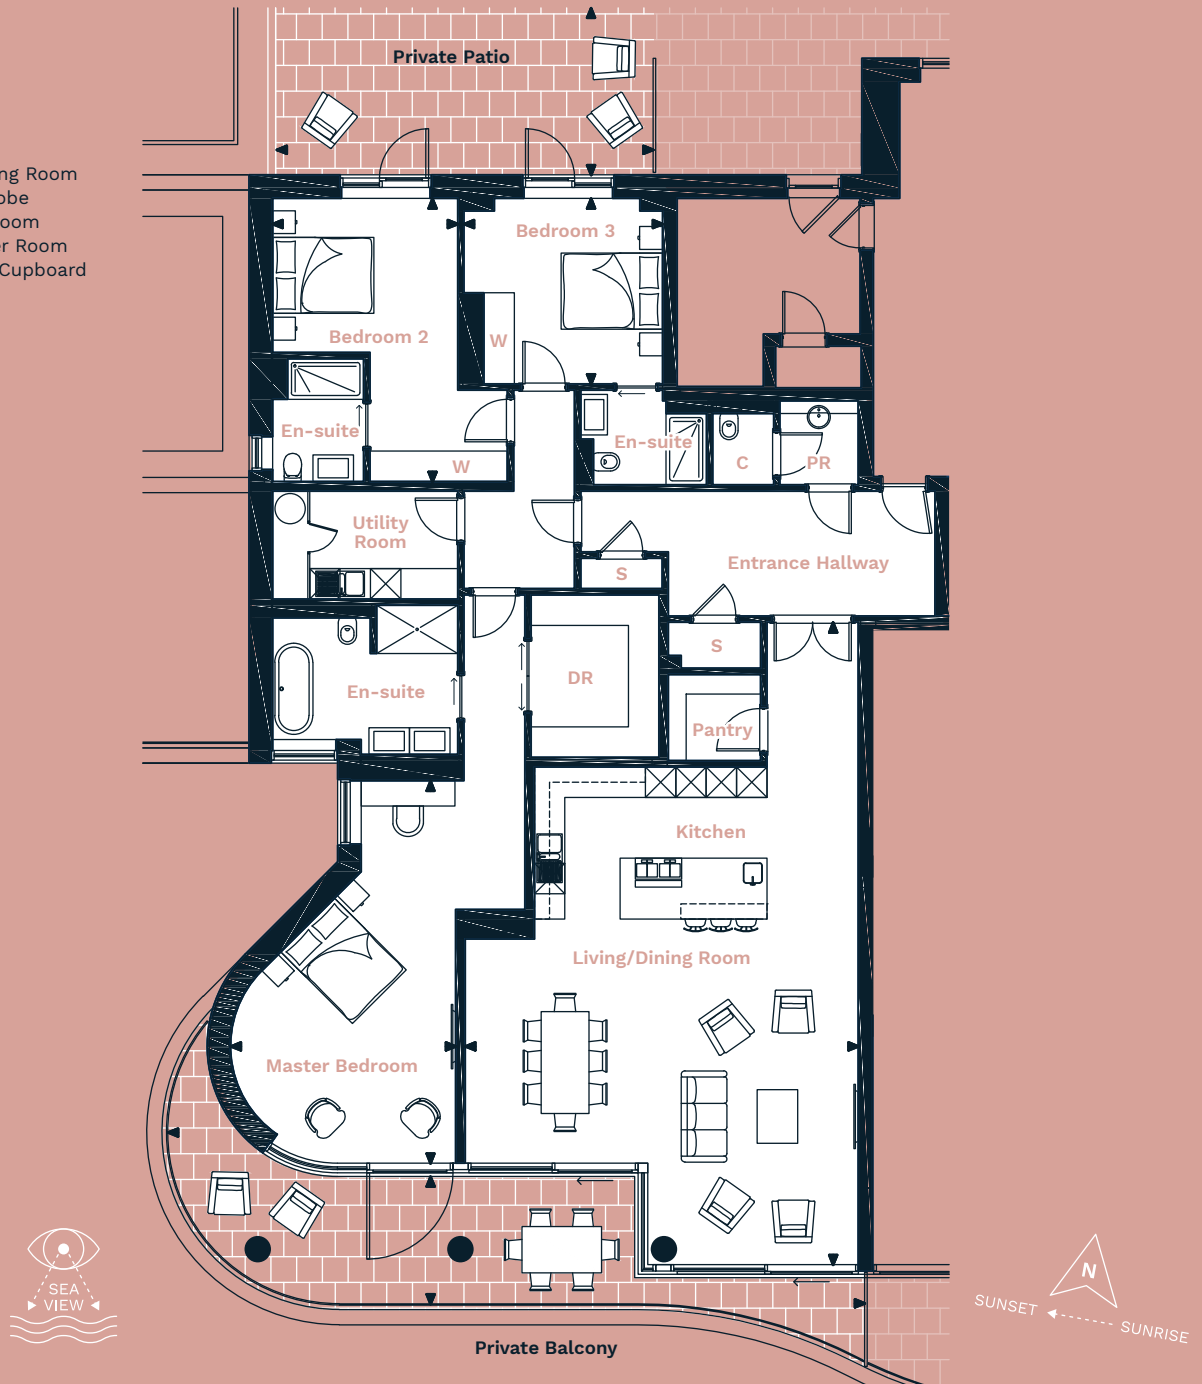 Private Patio
ng Room
obe
oom
er Room
Cupboard
Bedroom 3
Bedroom 2
W
En-suite
En-suite
W
C
PR
Utility
Room
Entrance Hallway
S
S
DR
En-suite
Pantry
Kitchen
Living/Dining Room
Master Bedroom
SEA
VIEW
N
SUNSET
SUNRISE
Private Balcony